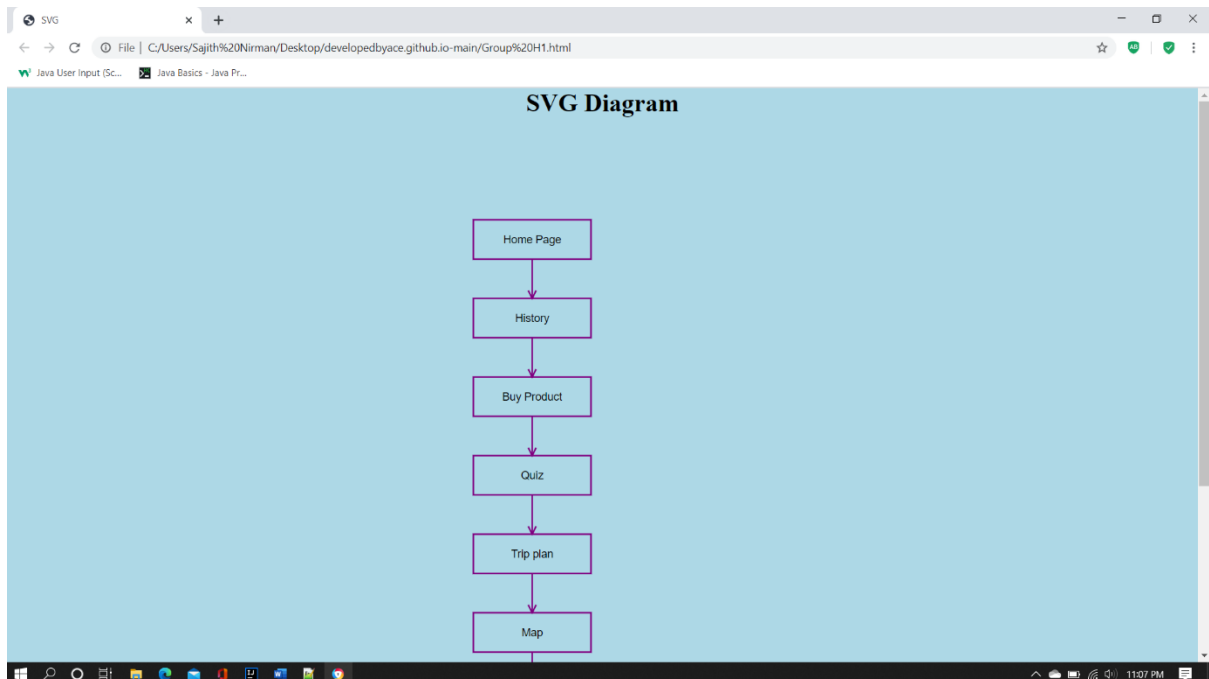 SVG
File | C:/Users/Sajith%20Nirman/Desktop/developedbyace.github.io-main/Group%20H1.html
Java User Input (Sc...
Java Basics - Java Pr...
SVG Diagram
Home Page
History
Buy Product
Quiz
Trip plan
Map
11:07 PM